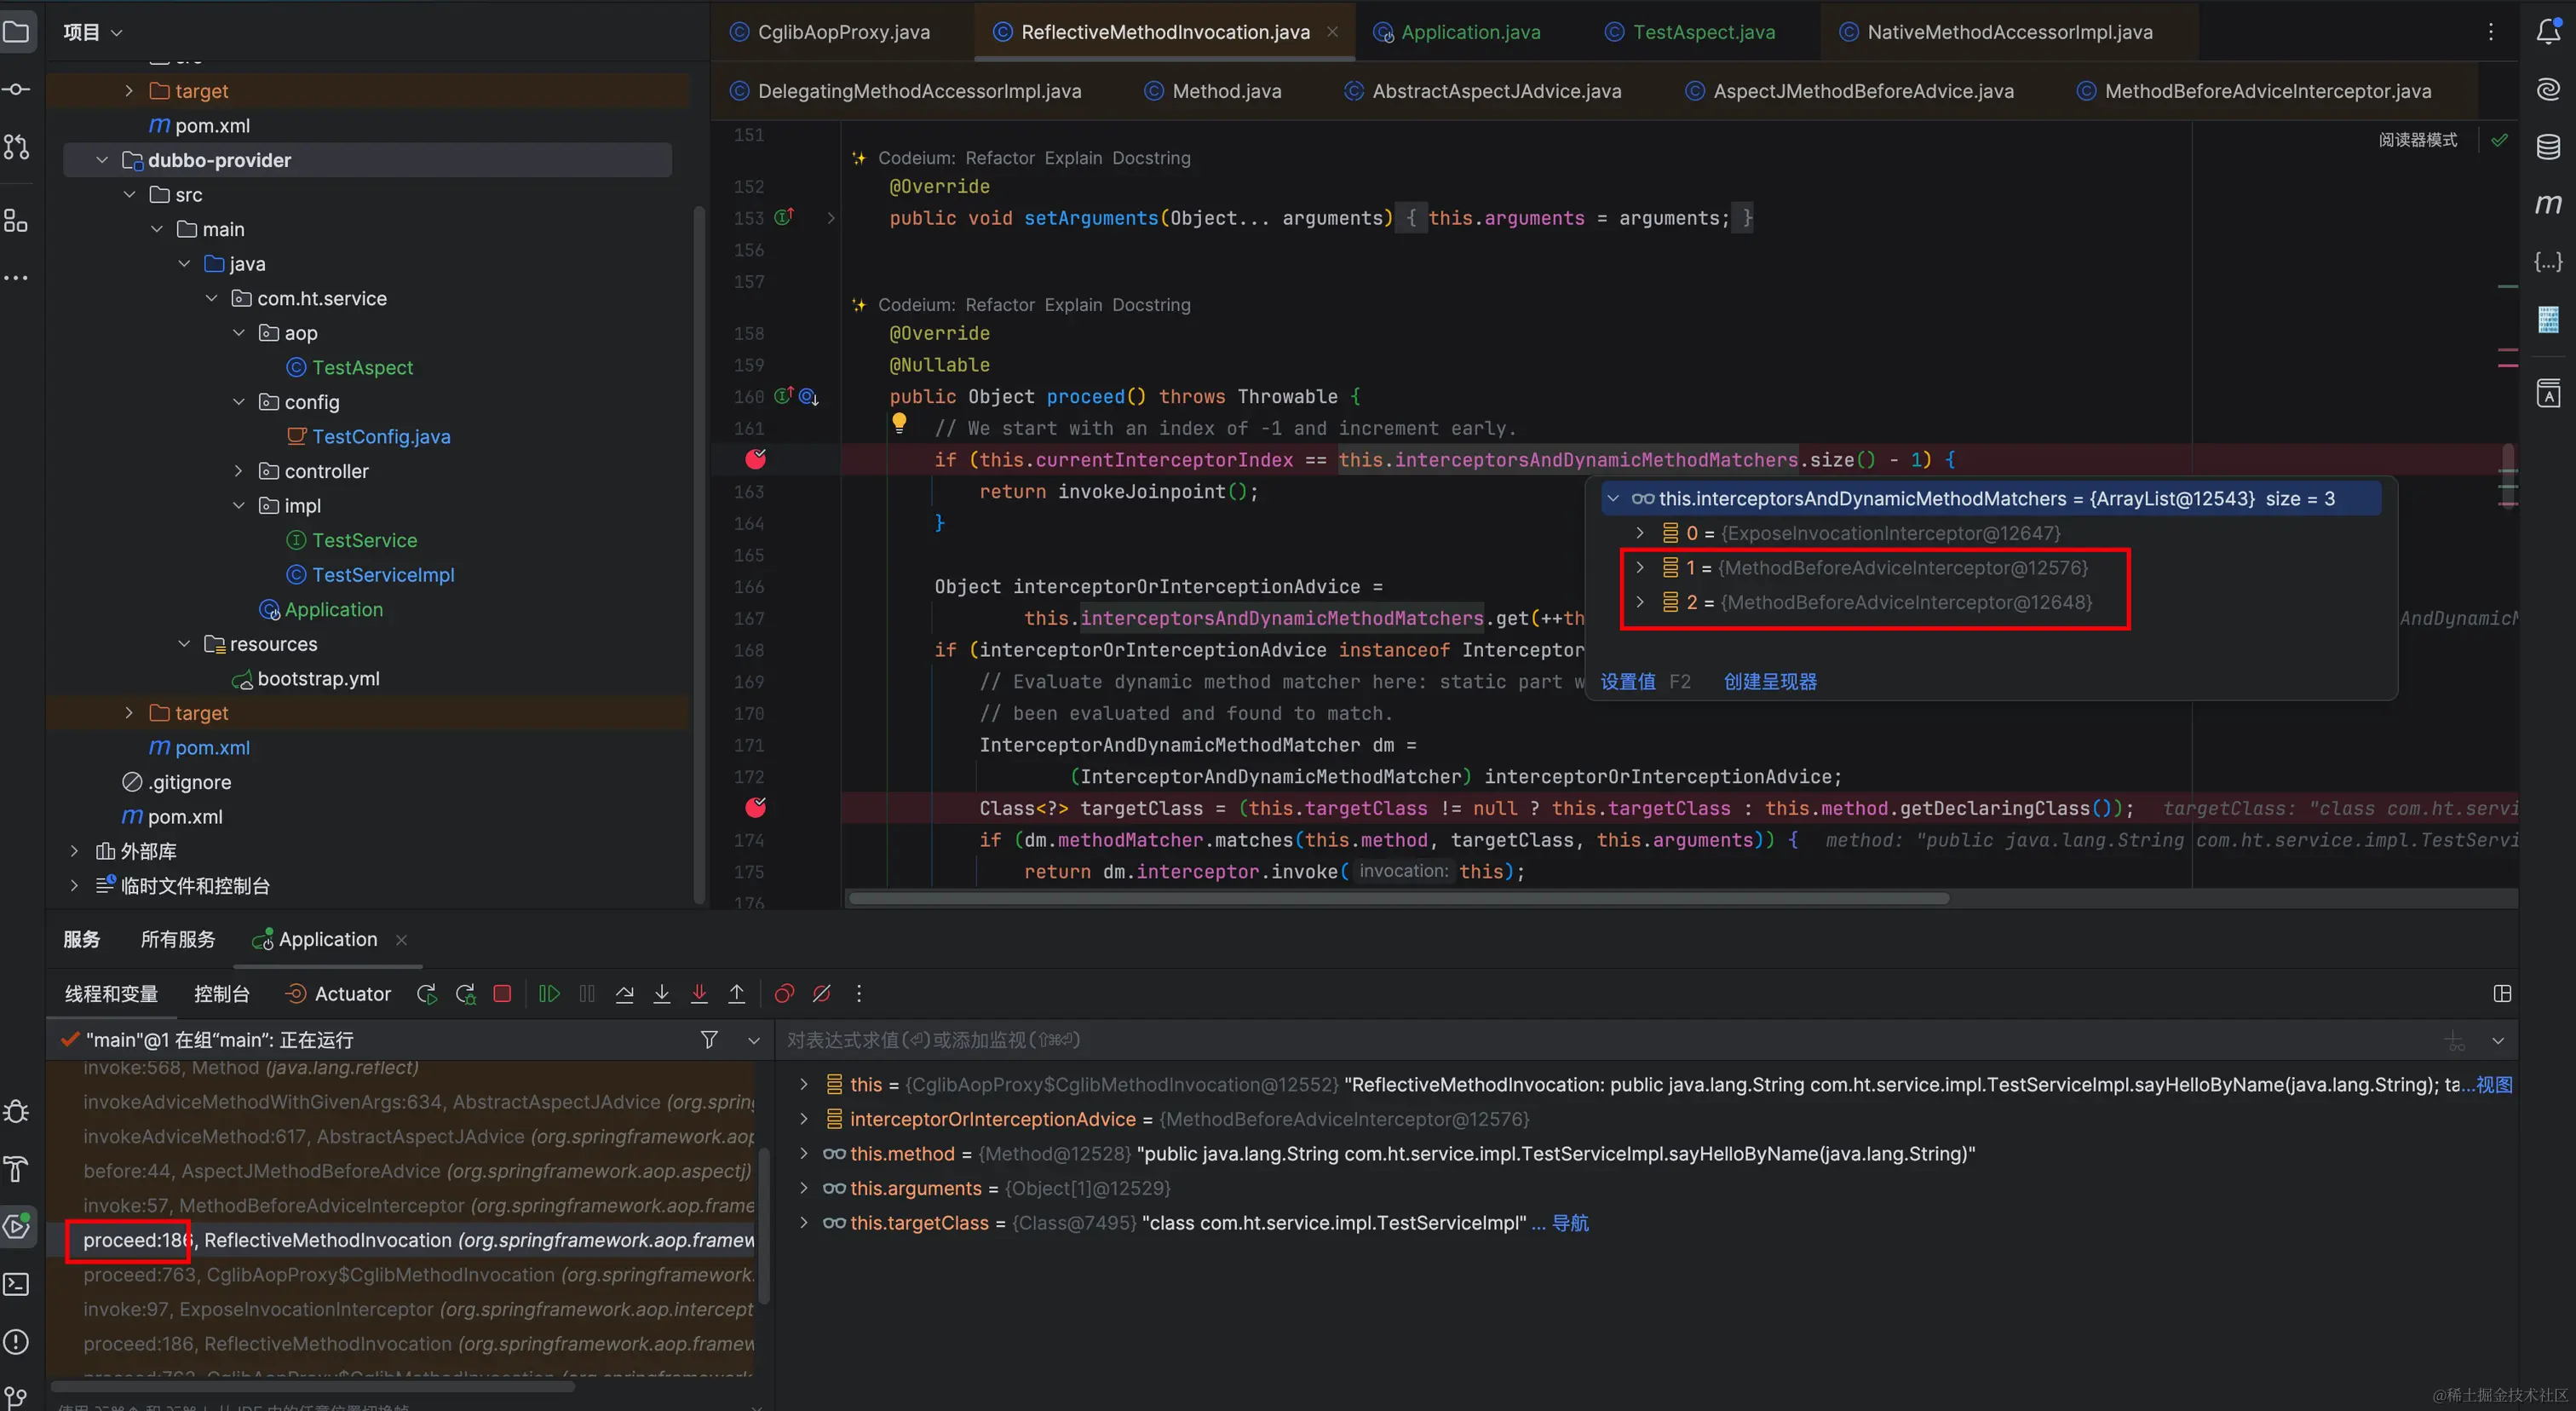 项目
CglibAopProxy.java
ReflectiveMethodInvocation.java
Application.java
TestAspect.java
NativeMethodAccessorImpl.java
DelegatingMethodAccessorImpl.java
Method.java
AbstractAspectJAdvice.java
AspectJMethodBeforeAdvice.java
MethodBeforeAdviceInterceptor.java
target
pom.xml
dubbo-provider
src
main
java
com.ht.service
aop
TestAspect
config
TestConfig.java
controller
impl
TestService
TestServiceImpl
Application
resources
bootstrap.yml
target
pom.xml
.gitignore
pom.xml
外部库
临时文件和控制台
阅读器模式
151
Codeium: Refactor Explain Docstring
152 @Override
153 public void setArguments(Object... arguments) { this.arguments = arguments; }
156
157
Codeium: Refactor Explain Docstring
158 @Override
159 @Nullable
160 public Object proceed() throws Throwable {
161 // We start with an index of -1 and increment early.
if (this.currentInterceptorIndex == this.interceptorsAndDynamicMethodMatchers.size() - 1) {
163 return invokeJoinpoint();
164 }
165
166 Object interceptorOrInterceptionAdvice =
167 this.interceptorsAndDynamicMethodMatchers.get(++th
168 if (interceptorOrInterceptionAdvice instanceof Interceptor
169 // Evaluate dynamic method matcher here: static part w
170 // been evaluated and found to match.
171 InterceptorAndDynamicMethodMatcher dm =
172 (InterceptorAndDynamicMethodMatcher) interceptorOrInterceptionAdvice;
Class<?> targetClass = (this.targetClass != null ? this.targetClass : this.method.getDeclaringClass()); targetClass: "class com.ht.servi
174 if (dm.methodMatcher.matches(this.method, targetClass, this.arguments)) { method: "public java.lang.String com.ht.service.impl.TestServi
175 return dm.interceptor.invoke( invocation: this);
176
this.interceptorsAndDynamicMethodMatchers = {ArrayList@12543} size = 3
0 = {ExposeInvocationInterceptor@12647}
1 = {MethodBeforeAdviceInterceptor@12576}
2 = {MethodBeforeAdviceInterceptor@12648}
设置值 F2 创建呈现器
服务
所有服务
Application
线程和变量
控制台
Actuator
"main"@1 在组“main”: 正在运行
invoke:568, Method (java.lang.reflect)
invokeAdviceMethodWithGivenArgs:634, AbstractAspectJAdvice (org.spring
invokeAdviceMethod:617, AbstractAspectJAdvice (org.springframework.aop
before:44, AspectJMethodBeforeAdvice (org.springframework.aop.aspectj)
invoke:57, MethodBeforeAdviceInterceptor (org.springframework.aop.frame
proceed:186, ReflectiveMethodInvocation (org.springframework.aop.framew
proceed:763, CglibAopProxy$CglibMethodInvocation (org.springframework.
invoke:97, ExposeInvocationInterceptor (org.springframework.aop.intercept
proceed:186, ReflectiveMethodInvocation (org.springframework.aop.framew
对表达式求值(⏎)或添加监视(⇧⌘⏎)
this = {CglibAopProxy$CglibMethodInvocation@12552} "ReflectiveMethodInvocation: public java.lang.String com.ht.service.impl.TestServiceImpl.sayHelloByName(java.lang.String); ta...视图
interceptorOrInterceptionAdvice = {MethodBeforeAdviceInterceptor@12576}
this.method = {Method@12528} "public java.lang.String com.ht.service.impl.TestServiceImpl.sayHelloByName(java.lang.String)"
this.arguments = {Object[1]@12529}
this.targetClass = {Class@7495} "class com.ht.service.impl.TestServiceImpl" ... 导航
@稀土掘金技术社区